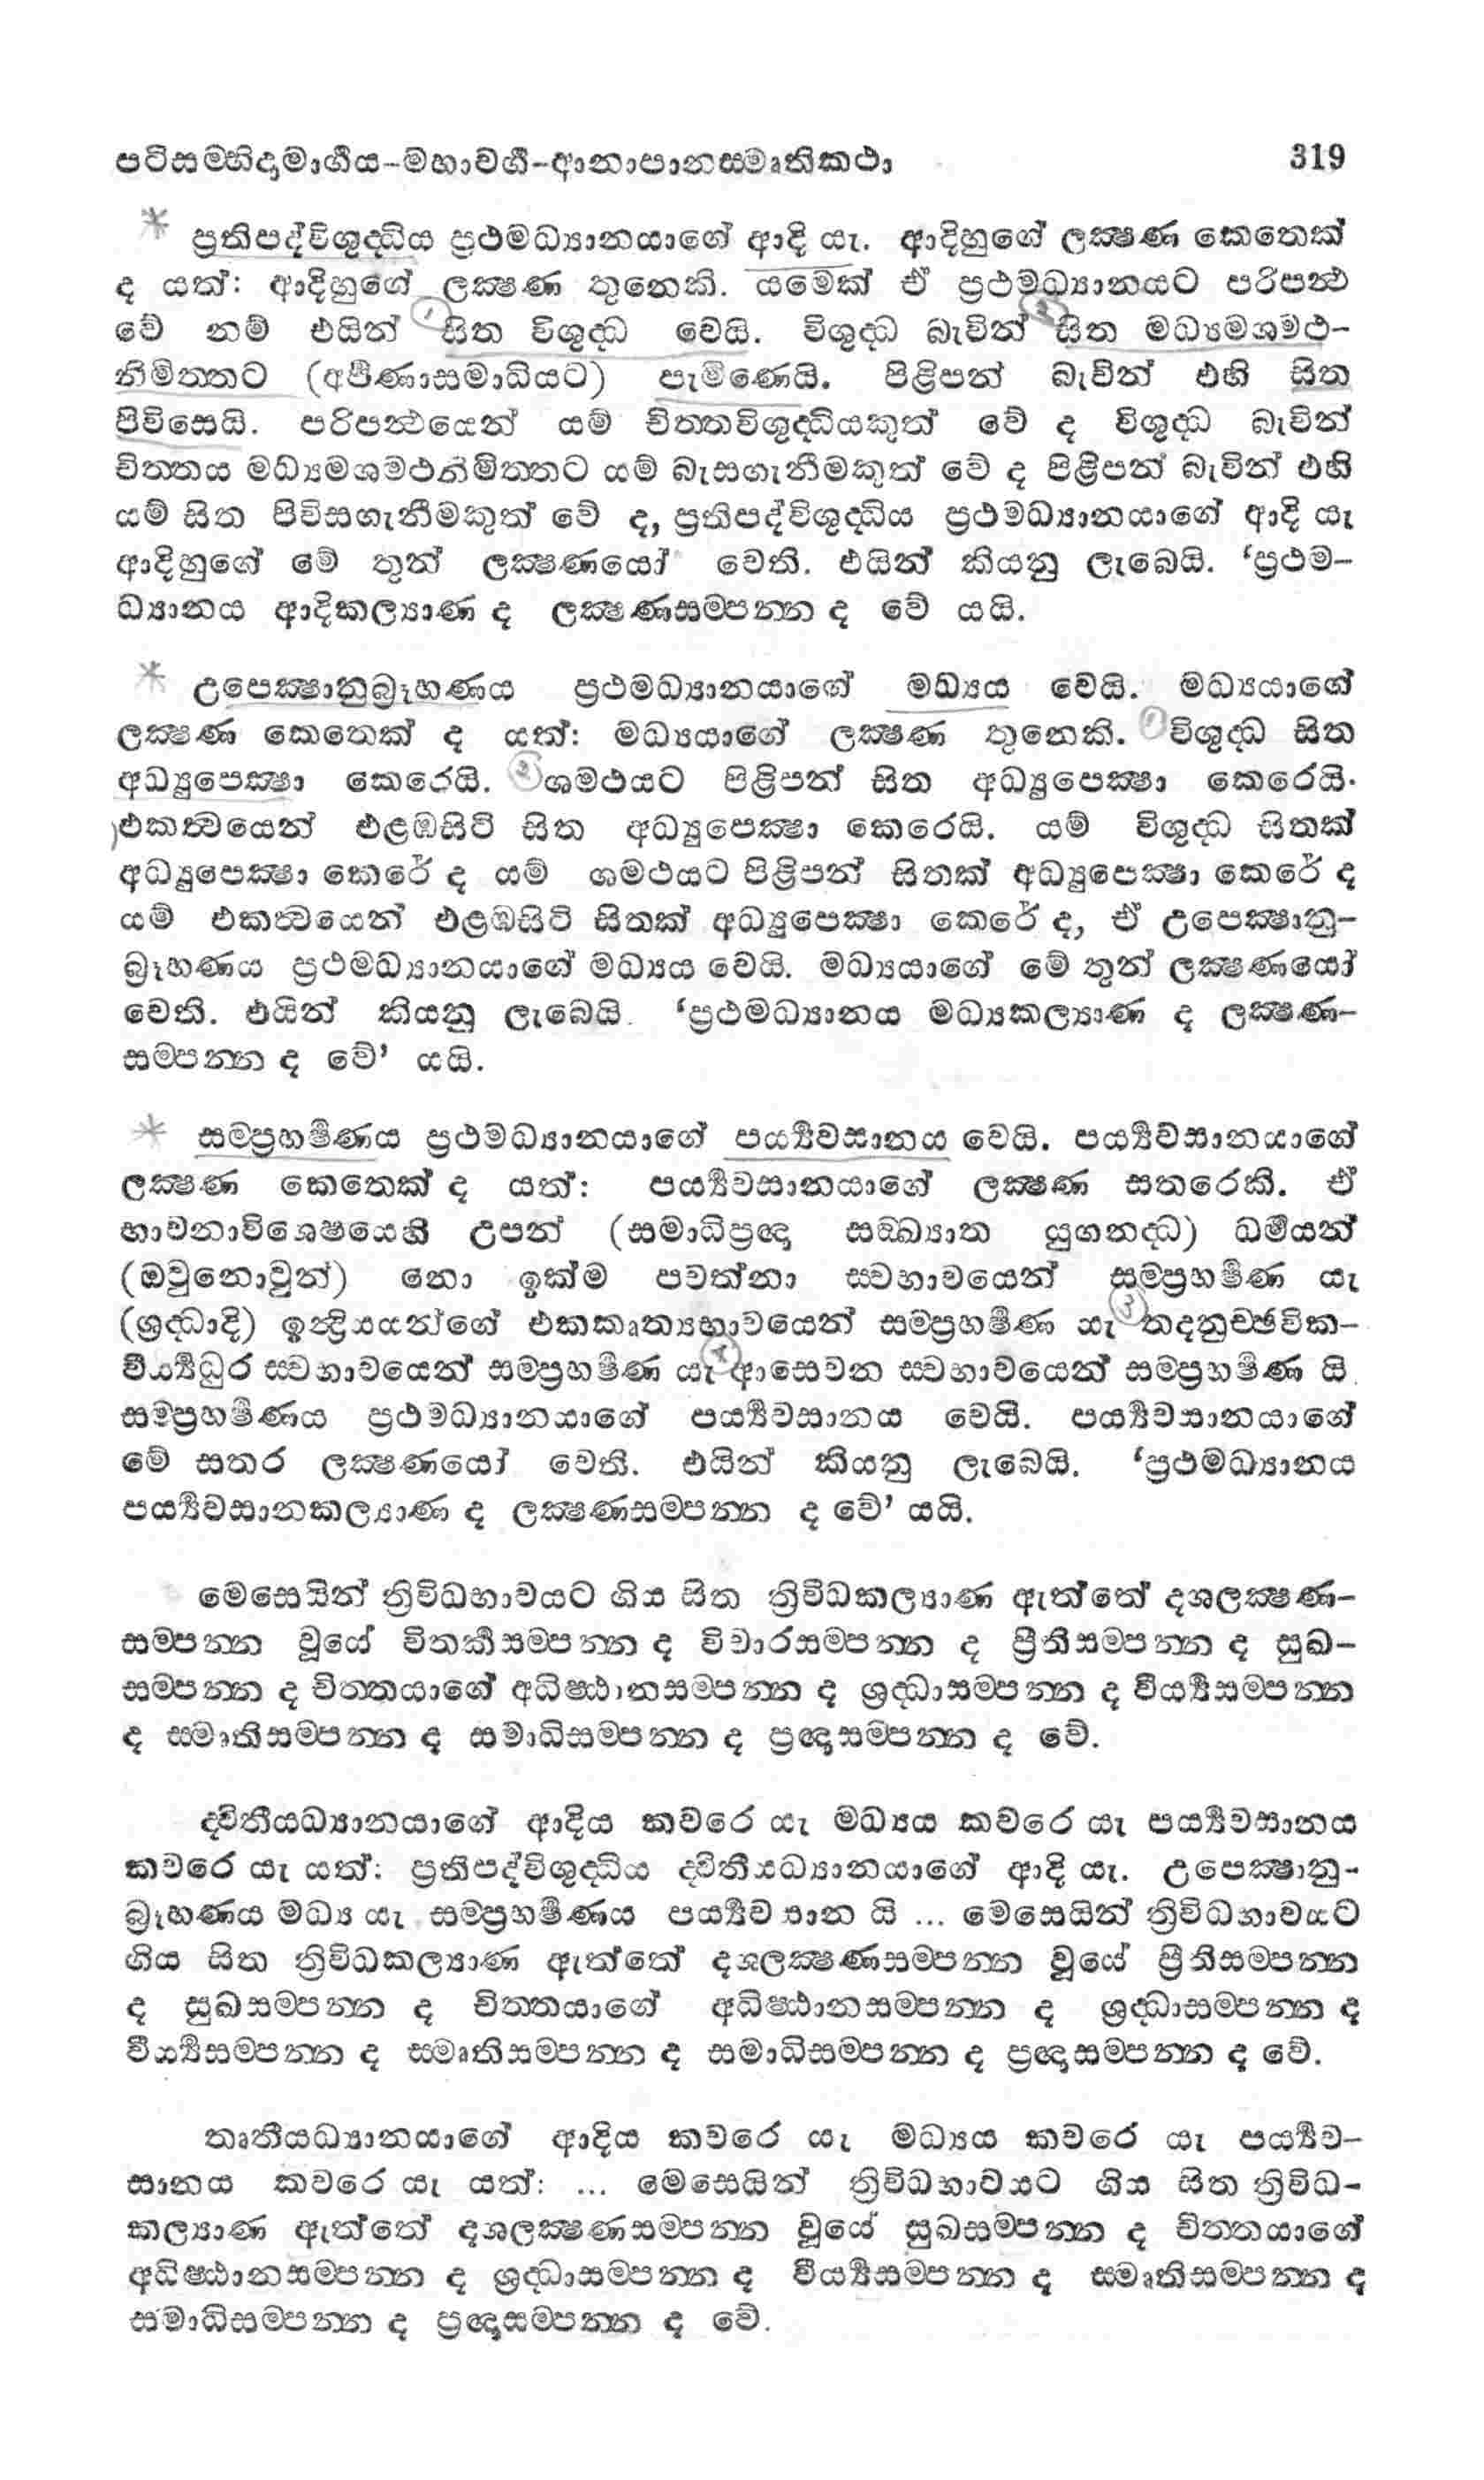 පටිසම්භිදාමාර්ගය-මහාවර්ග-ආනාපානස්මෘතිකථා 319
* ප්‍රතිපද්විශුද්ධිය ප්‍රථමධ්‍යානයාගේ ආදි යැ. ආදිහුගේ ලක්‍ෂණ කෙතෙක්
ද යත්: ආදිහුගේ ලක්‍ෂණ තුනෙකි. යමෙක් ඒ ප්‍රථමධ්‍යානයට පරිපන්‍ථ
වේ නම් එයින් (1) සිත විශුද්ධ වෙයි. විශුද්ධ බැවින් (2) සිත මධ්‍යමශමථ-
නිමිත්තට (අර්පණාසමාධියට) පැමිණෙයි. පිළිපන් බැවින් එහි සිත
පිවිසෙයි. පරිපන්‍ථයෙන් යම් චිත්තවිශුද්ධියකුත් වේ ද විශුද්ධ බැවින්
චිත්තය මධ්‍යමශමථනිමිත්තට යම් බැසගැනීමකුත් වේ ද පිළිපන් බැවින් එහි
යම් සිත පිවිසගැනීමකුත් වේ ද, ප්‍රතිපද්විශුද්ධිය ප්‍රථමධ්‍යානයාගේ ආදි යැ
ආදිහුගේ මේ තුන් ලක්‍ෂණයෝ වෙති. එයින් කියනු ලැබෙයි. ‘ප්‍රථම-
ධ්‍යානය ආදිකල්‍යාණ ද ලක්‍ෂණසම්පන්න ද වේ යයි.
* උපෙක්‍ෂානුබ්‍රෑහණය ප්‍රථමධ්‍යානයාගේ මධ්‍යය වෙයි. මධ්‍යයාගේ
ලක්‍ෂණ කෙතෙක් ද යත්: මධ්‍යයාගේ ලක්‍ෂණ තුනෙකි. (1) විශුද්ධ සිත
අධ්‍යුපෙක්‍ෂා කෙරෙයි. (2) ශමථයට පිළිපන් සිත අධ්‍යුපෙක්‍ෂා කෙරෙයි.
එකත්‍වයෙන් එළඹසිටි සිත අධ්‍යුපෙක්‍ෂා කෙරෙයි. යම් විශුද්ධ සිතක්
අධ්‍යුපෙක්‍ෂා කෙරේ ද යම් ශමථයට පිළිපන් සිතක් අධ්‍යුපෙක්‍ෂා කෙරේ ද
යම් එකත්‍වයෙන් එළඹසිටි සිතක් අධ්‍යුපෙක්‍ෂා කෙරේ ද, ඒ උපෙක්‍ෂානු-
බ්‍රෑහණය ප්‍රථමධ්‍යානයාගේ මධ්‍යය වෙයි. මධ්‍යයාගේ මේ තුන් ලක්‍ෂණයෝ
වෙති. එයින් කියනු ලැබෙයි. ‘ප්‍රථමධ්‍යානය මධ්‍යකල්‍යාණ ද ලක්‍ෂණ-
සම්පන්න ද වේ’ යයි.
* සම්ප්‍රහර්ෂණය ප්‍රථමධ්‍යානයාගේ පර්‍ය්‍යවසානය වෙයි. පර්‍ය්‍යවසානයාගේ
ලක්‍ෂණ කෙතෙක් ද යත්: පර්‍ය්‍යවසානයාගේ ලක්‍ෂණ සතරෙකි. ඒ
භාවනාවිශෙෂයෙහි උපන් (සමාධිප්‍රඥා සඞ්ඛ්‍යාත යුගනද්ධ) ධර්මයන්
(ඔවුනොවුන්) නො ඉක්ම පවත්නා ස්වභාවයෙන් සම්ප්‍රහර්ෂණ යැ
(ශ්‍රද්ධාදි) ඉන්‍ද්‍රියයන්ගේ එකකෘත්‍යභාවයෙන් සම්ප්‍රහර්ෂණ යැ (3) තදනුච්ඡවික-
වීර්‍ය්‍යධුර ස්වභාවයෙන් සම්ප්‍රහර්ෂණ යැ (4) ආසෙවන ස්වභාවයෙන් සම්ප්‍රහර්ෂණ යි.
සම්ප්‍රහර්ෂණය ප්‍රථමධ්‍යානයාගේ පර්‍ය්‍යවසානය වෙයි. පර්‍ය්‍යවසානයාගේ
මේ සතර ලක්‍ෂණයෝ වෙති. එයින් කියනු ලැබෙයි. ‘ප්‍රථමධ්‍යානය
පර්‍ය්‍යවසානකල්‍යාණ ද ලක්‍ෂණසම්පන්න ද වේ’ යයි.
මෙසෙයින් ත්‍රිවිධභාවයට ගිය සිත ත්‍රිවිධකල්‍යාණ ඇත්තේ දශලක්‍ෂණ-
සම්පන්න වූයේ විතර්කසම්පන්න ද විචාරසම්පන්න ද ප්‍රීතිසම්පන්න ද සුඛ-
සම්පන්න ද චිත්තයාගේ අධිෂ්ඨානසම්පන්න ද ශ්‍රද්ධාසම්පන්න ද වීර්‍ය්‍යසම්පන්න
ද ස්මෘතිසම්පන්න ද සමාධිසම්පන්න ද ප්‍රඥාසම්පන්න ද වේ.
ද්විතීයධ්‍යානයාගේ ආදිය කවරෙ යැ මධ්‍යය කවරෙ යැ පර්‍ය්‍යවසානය
කවරෙ යැ යත්: ප්‍රතිපද්විශුද්ධිය ද්විතීයධ්‍යානයාගේ ආදි යැ. උපෙක්‍ෂානු-
බ්‍රෑහණය මධ්‍ය යැ සම්ප්‍රහර්ෂණය පර්‍ය්‍යවසාන යි ... මෙසෙයින් ත්‍රිවිධභාවයට
ගිය සිත ත්‍රිවිධකල්‍යාණ ඇත්තේ දශලක්‍ෂණසම්පන්න වූයේ ප්‍රීතිසම්පන්න
ද සුඛසම්පන්න ද චිත්තයාගේ අධිෂ්ඨානසම්පන්න ද ශ්‍රද්ධාසම්පන්න ද
වීර්‍ය්‍යසම්පන්න ද ස්මෘතිසම්පන්න ද සමාධිසම්පන්න ද ප්‍රඥාසම්පන්න ද වේ.
තෘතීයධ්‍යානයාගේ ආදිය කවරෙ යැ මධ්‍යය කවරෙ යැ පර්‍ය්‍යව-
සානය කවරෙ යැ යත්: ... මෙසෙයින් ත්‍රිවිධභාවයට ගිය සිත ත්‍රිවිධ-
කල්‍යාණ ඇත්තේ දශලක්‍ෂණසම්පන්න වූයේ සුඛසම්පන්න ද චිත්තයාගේ
අධිෂ්ඨානසම්පන්න ද ශ්‍රද්ධාසම්පන්න ද වීර්‍ය්‍යසම්පන්න ද ස්මෘතිසම්පන්න ද
සමාධිසම්පන්න ද ප්‍රඥාසම්පන්න ද වේ.